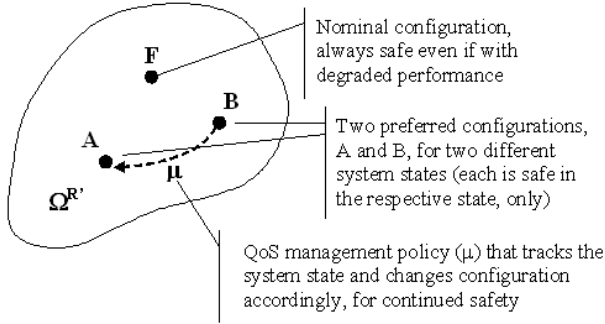 Nominal configuration,
always safe even if with
degraded performance
F
B
A
Two preferred configurations,
A and B, for two different
system states (each is safe in
the respective state, only)
μ
Ω^R'
QoS management policy (μ) that tracks the
system state and changes configuration
accordingly, for continued safety